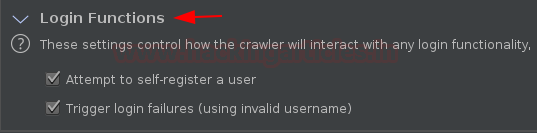 Login Functions
These settings control how the crawler will interact with any login functionality,
Attempt to self-register a user
Trigger login failures (using invalid username)